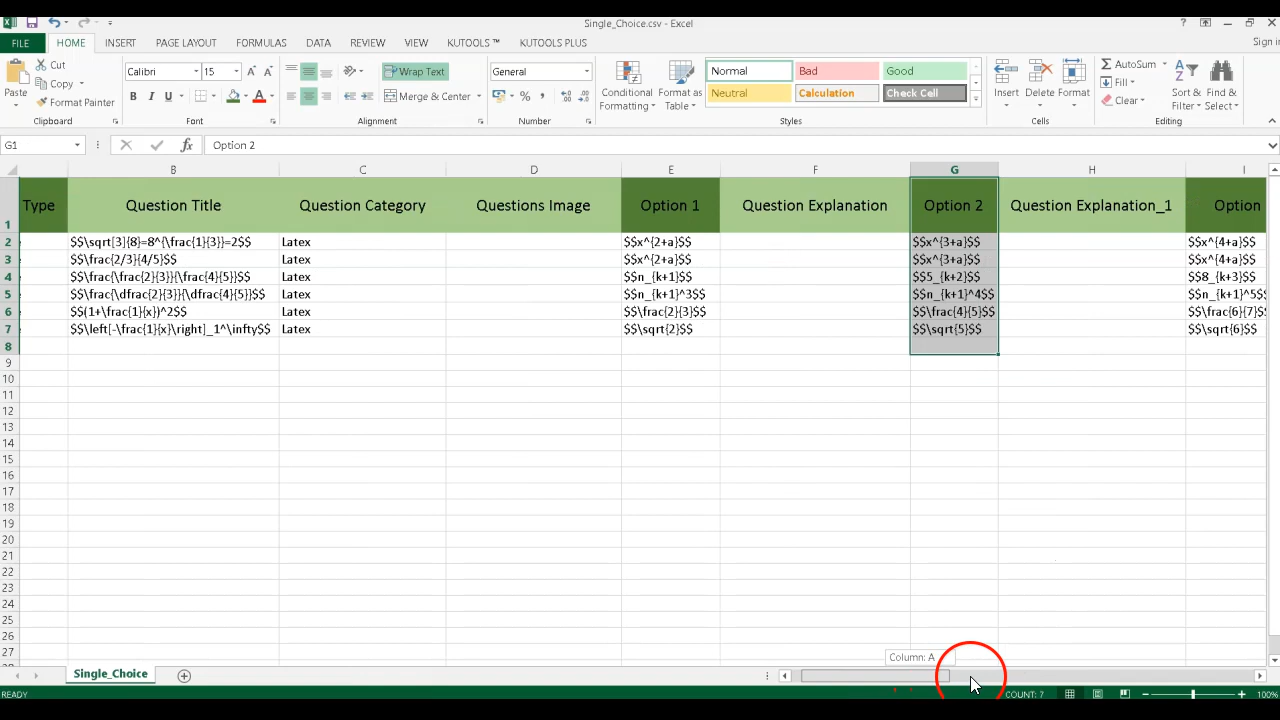 Single_Choice.csv - Excel
Sign i
FILE HOME INSERT PAGE LAYOUT FORMULAS DATA REVIEW VIEW KUTOOLS ™ KUTOOLS PLUS
Paste
Cut
Copy
Format Painter
Clipboard
Calibri 15
B I U
Font
Wrap Text
Merge & Center
Alignment
General
Number
Conditional Formatting
Format as Table
Normal Bad Good
Neutral Calculation Check Cell
Styles
Insert Delete Format
Cells
AutoSum
Fill
Clear
Sort & Filter
Find & Select
Editing
G1 fx Option 2
B C D E F G H I
1 Type Question Title Question Category Questions Image Option 1 Question Explanation Option 2 Question Explanation_1 Option
2 $$\sqrt[3]{8}=8^{\frac{1}{3}}=2$$ Latex $$x^{2+a}$$ $$x^{3+a}$$ $$x^{4+a}$$
3 $$\frac{2/3}{4/5}$$ Latex $$x^{2+a}$$ $$x^{3+a}$$ $$x^{4+a}$$
4 $$\frac{\frac{2}{3}}{\frac{4}{5}}$$ Latex $$n_{k+1}$$ $$5_{k+2}$$ $$8_{k+3}$$
5 $$\frac{\dfrac{2}{3}}{\dfrac{4}{5}}$$ Latex $$n_{k+1}^3$$ $$n_{k+1}^4$$ $$n_{k+1}^5$$
6 $$(1+\frac{1}{x})^2$$ Latex $$\frac{2}{3}$$ $$\frac{4}{5}$$ $$\frac{6}{7}$$
7 $$\left[-\frac{1}{x}\right]_1^\infty$$ Latex $$\sqrt{2}$$ $$\sqrt{5}$$ $$\sqrt{6}$$
8
9
10
11
12
13
14
15
16
17
18
19
20
21
22
23
24
25
26
27
Column: A
Single_Choice
READY COUNT: 7 100%